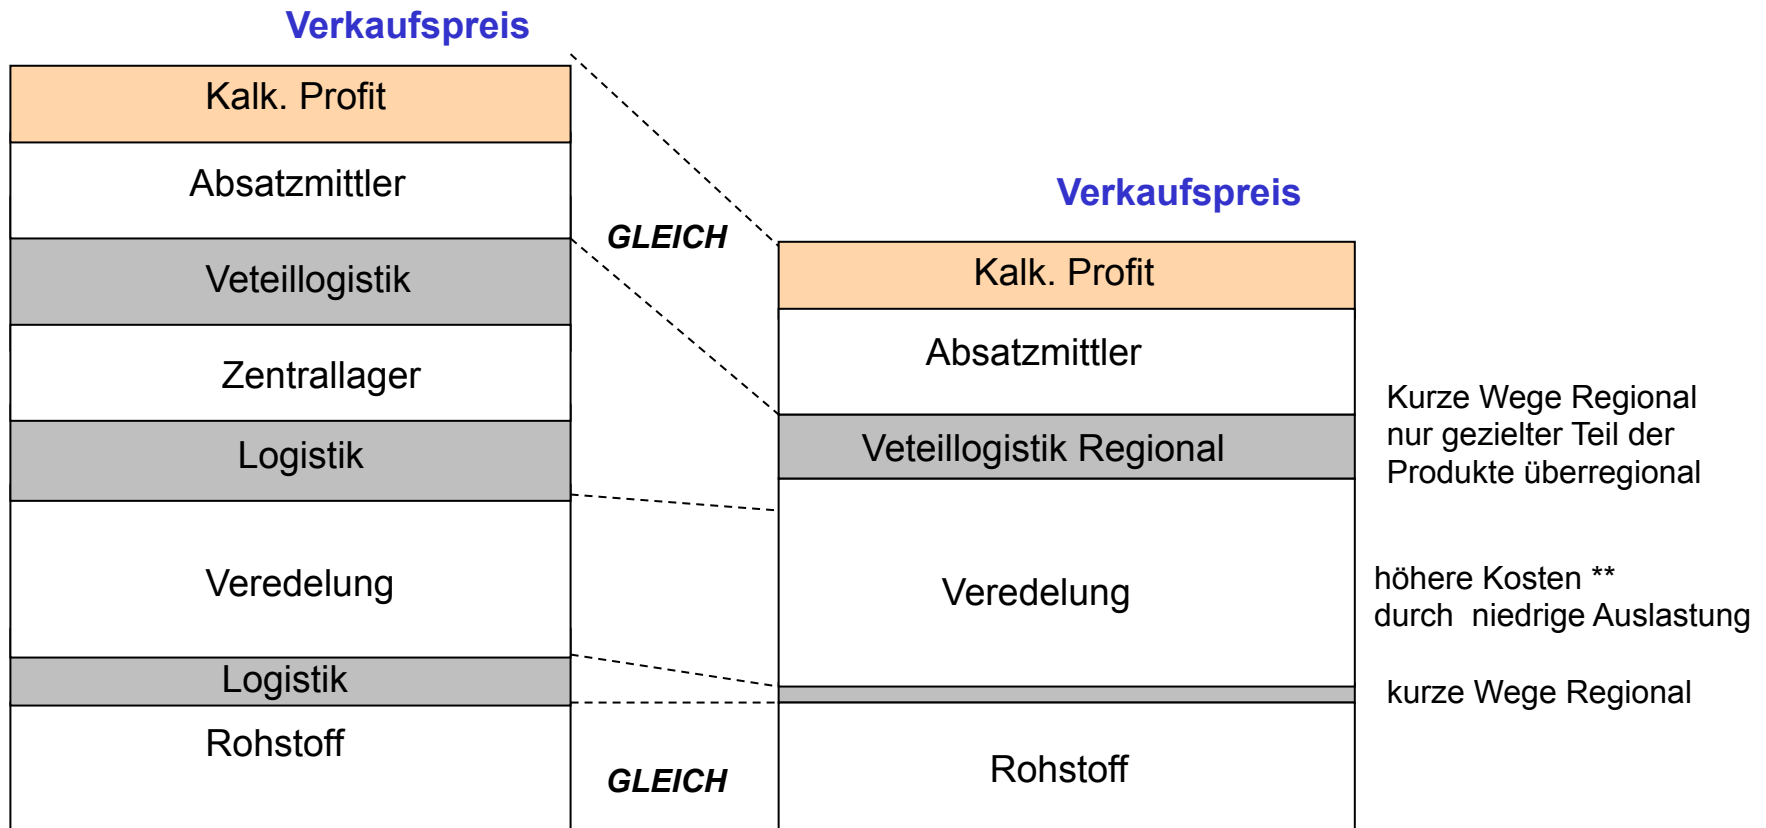 Verkaufspreis
Kalk. Profit
Absatzmittler
Veteillogistik
Zentrallager
Logistik
Veredelung
Logistik
Rohstoff
GLEICH
GLEICH
Verkaufspreis
Kalk. Profit
Absatzmittler
Veteillogistik Regional
Veredelung
Rohstoff
Kurze Wege Regional
nur gezielter Teil der
Produkte überregional
höhere Kosten **
durch niedrige Auslastung
kurze Wege Regional